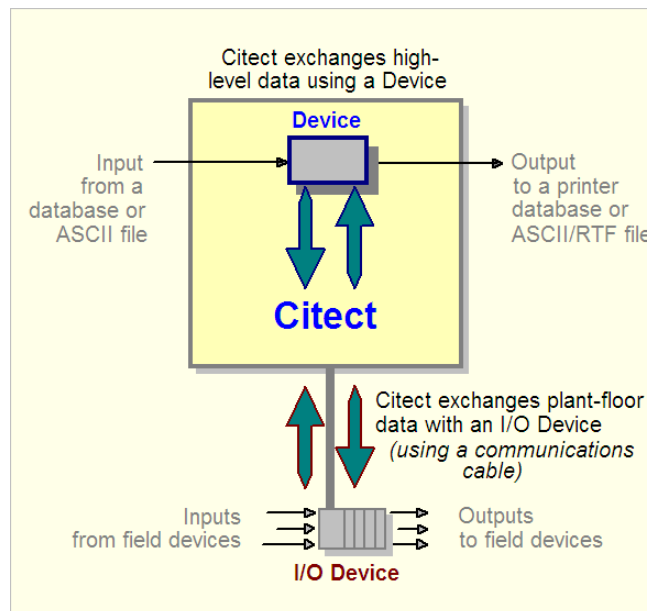 Citect exchanges high-
level data using a Device
Device
Input
from a
database or
ASCII file
Output
to a printer
database or
ASCII/RTF file
Citect
Citect exchanges plant-floor
data with an I/O Device
(using a communications
cable)
Inputs
from field devices
Outputs
to field devices
I/O Device